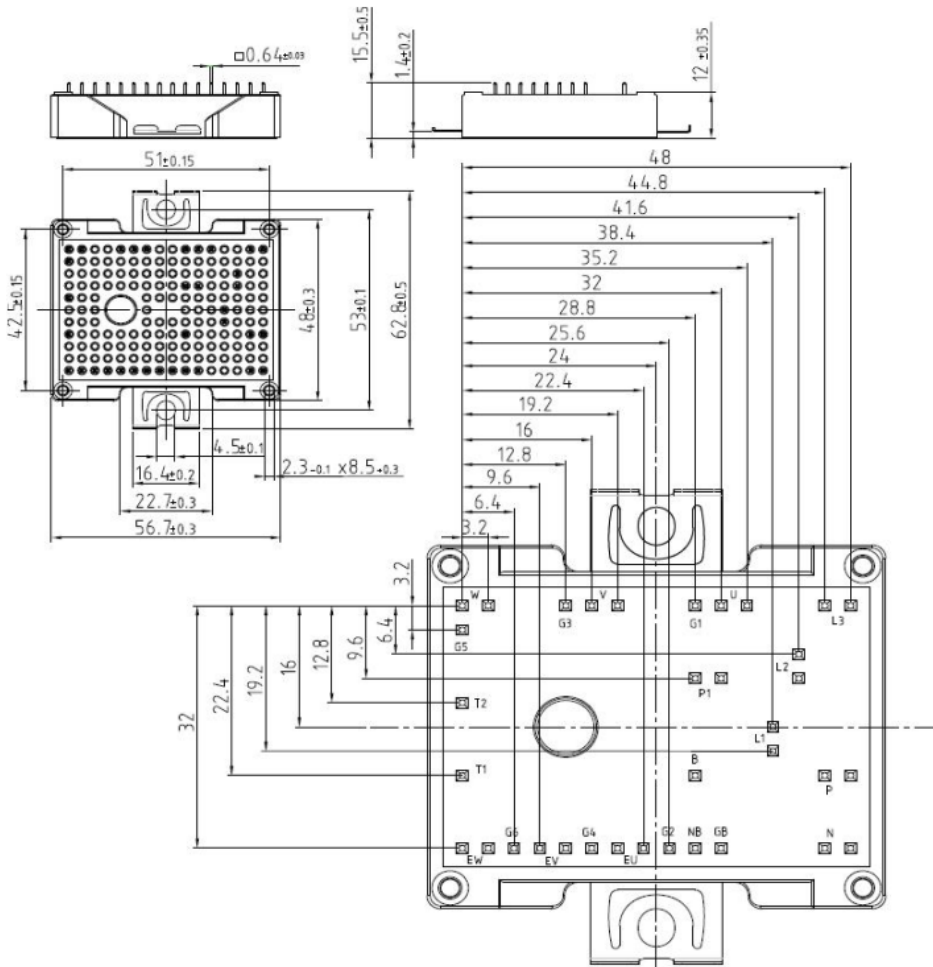 □0.64±0.03
15.5±0.5
1.4±0.2
12 ±0.35
51±0.15
42.5±0.15
48±0.3
53±0.1
62.8±0.5
4.5±0.1
16.4±0.2
2.3-0.1 x8.5+0.3
22.7±0.3
56.7±0.3
48
44.8
41.6
38.4
35.2
32
28.8
25.6
24
22.4
19.2
16
12.8
9.6
6.4
3.2
3.2
6.4
9.6
12.8
16
19.2
22.4
32
W
G3
V
G1
U
L3
G5
L2
P1
T2
L1
T1
B
P
EW
G6
EV
G4
EU
G2
NB
GB
N